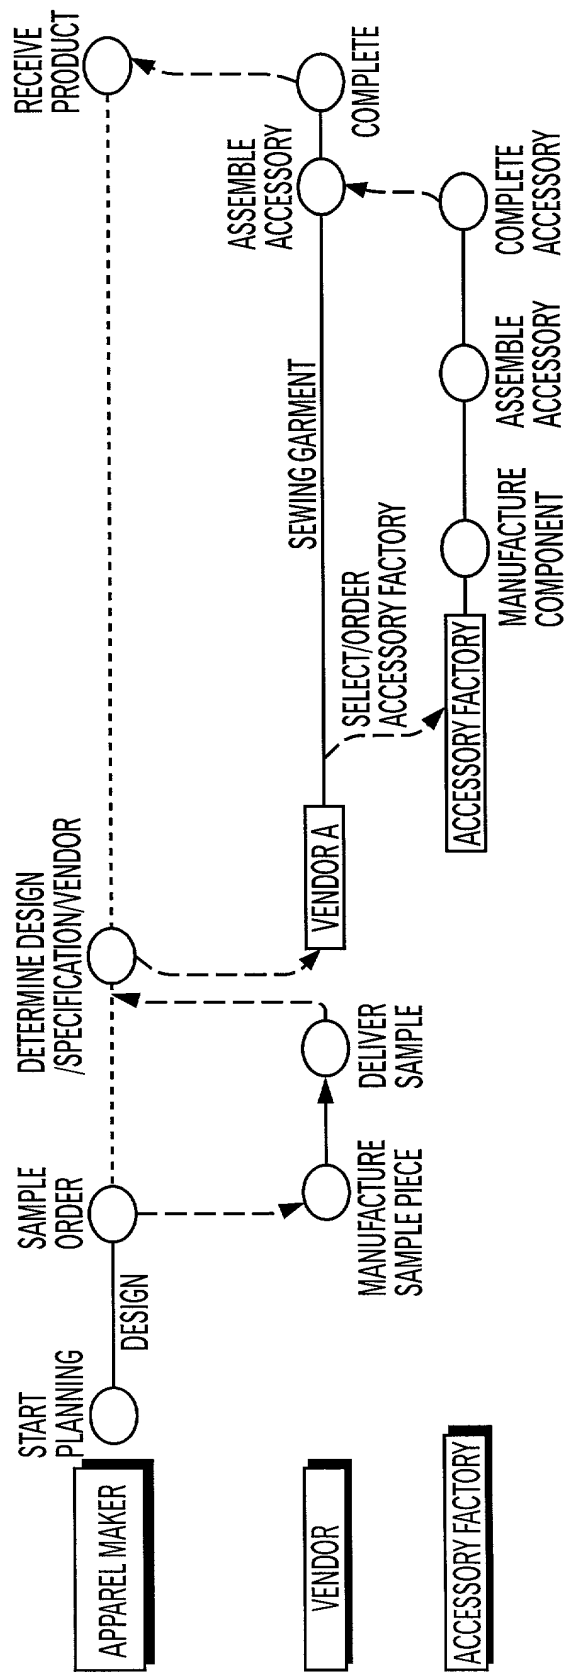 APPAREL MAKER
START
PLANNING
DESIGN
SAMPLE
ORDER
DETERMINE DESIGN
/SPECIFICATION/VENDOR
RECEIVE
PRODUCT
VENDOR
MANUFACTURE
SAMPLE PIECE
DELIVER
SAMPLE
VENDOR A
SELECT/ORDER
ACCESSORY FACTORY
SEWING GARMENT
ASSEMBLE
ACCESSORY
COMPLETE
ACCESSORY FACTORY
ACCESSORY FACTORY
MANUFACTURE
COMPONENT
ASSEMBLE
ACCESSORY
COMPLETE
ACCESSORY